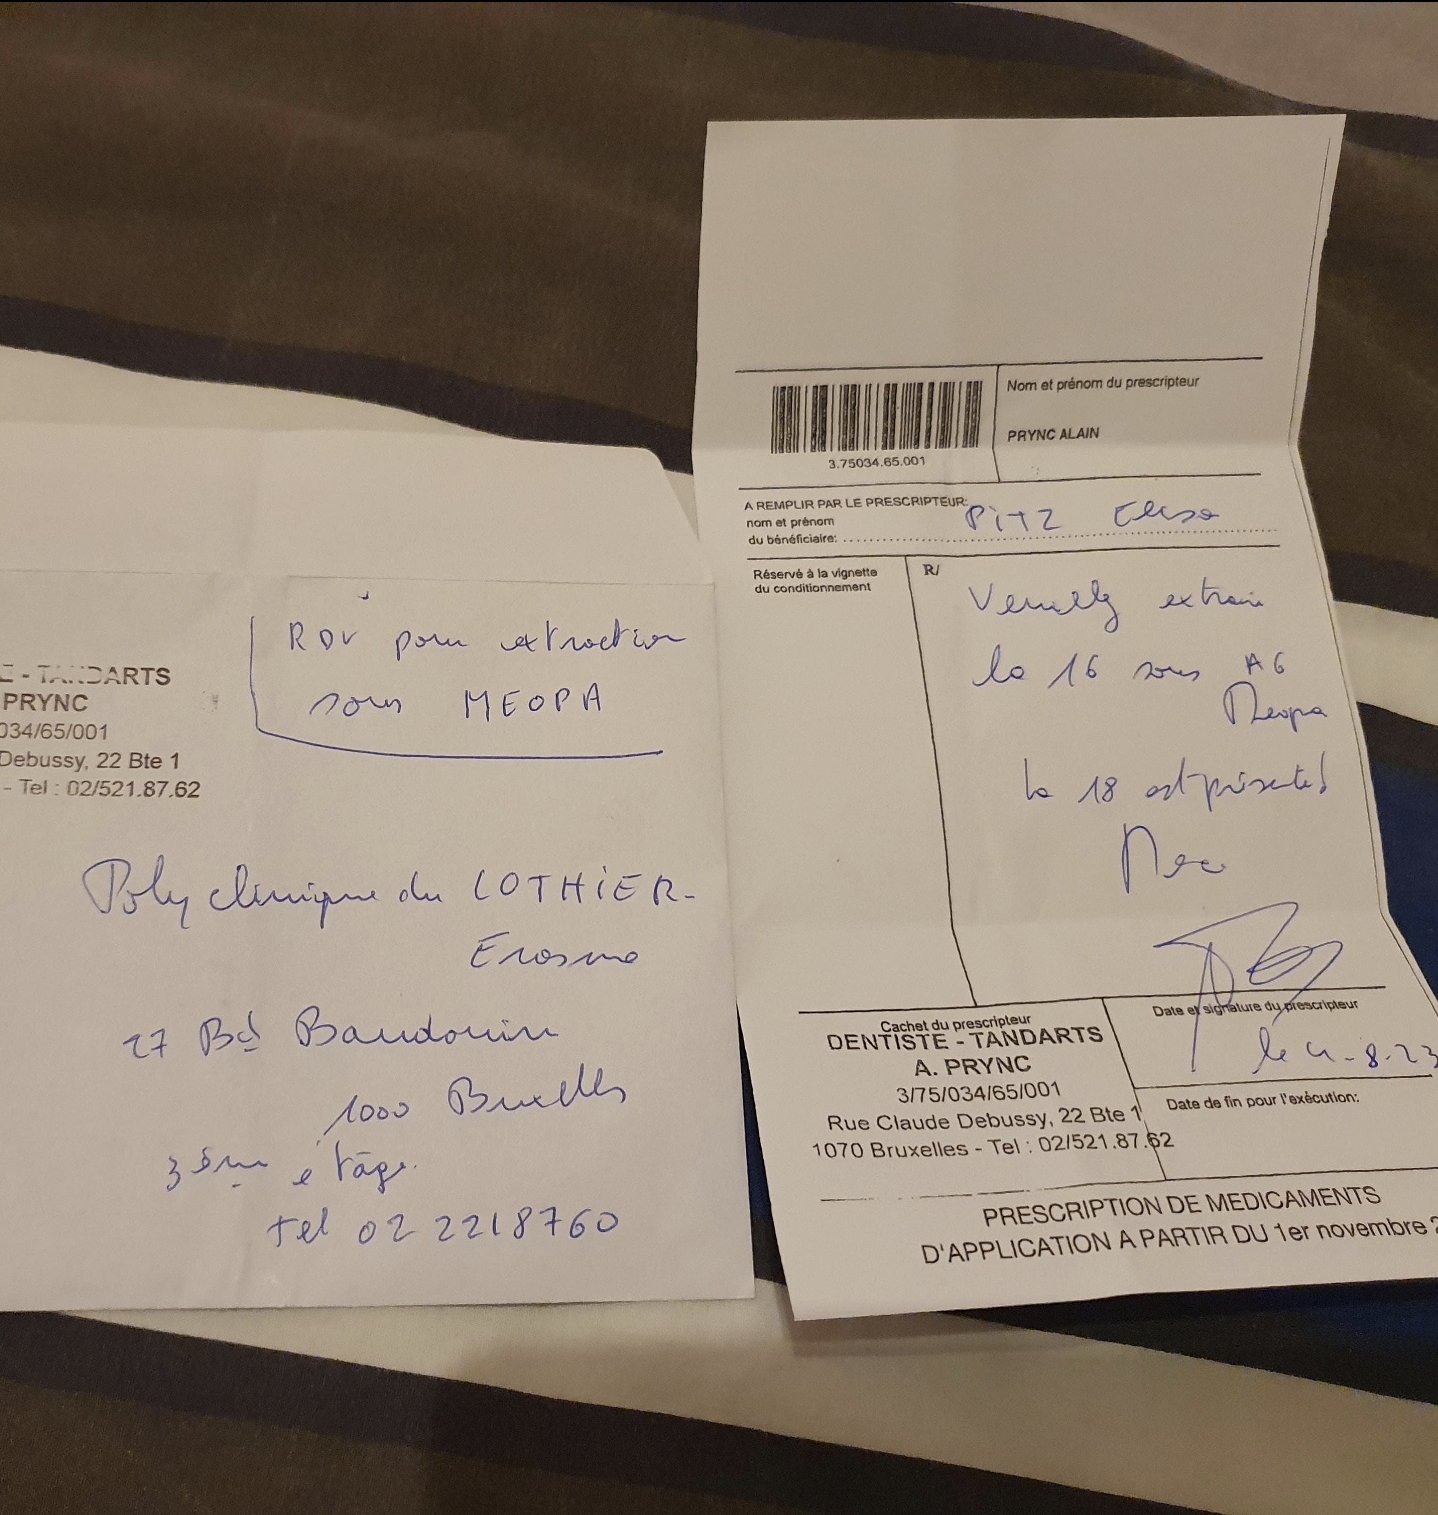 RDV pour extraction
sous MEOPA
E - TANDARTS
PRYNC
034/65/001
Debussy, 22 Bte 1
- Tel : 02/521.87.62
Polyclinique du LOTHIER-
Erasme
27 Bd Baudouin
1000 Bruxelles
3ème étage
tel 02 2218760
3.75034.65.001
Nom et prénom du prescripteur
PRYNC ALAIN
A REMPLIR PAR LE PRESCRIPTEUR:
nom et prénom
du bénéficiaire:
PITZ Elisa
Réservé à la vignette
du conditionnement
R/
Veuillez extraire
la 16 sous AG
Meopa
la 18 est présente!
Date et signature du prescripteur
le 4-8-23
Date de fin pour l'exécution:
Cachet du prescripteur
DENTISTE - TANDARTS
A. PRYNC
3/75/034/65/001
Rue Claude Debussy, 22 Bte 1
1070 Bruxelles - Tel : 02/521.87.62
PRESCRIPTION DE MEDICAMENTS
D'APPLICATION A PARTIR DU 1er novembre 2